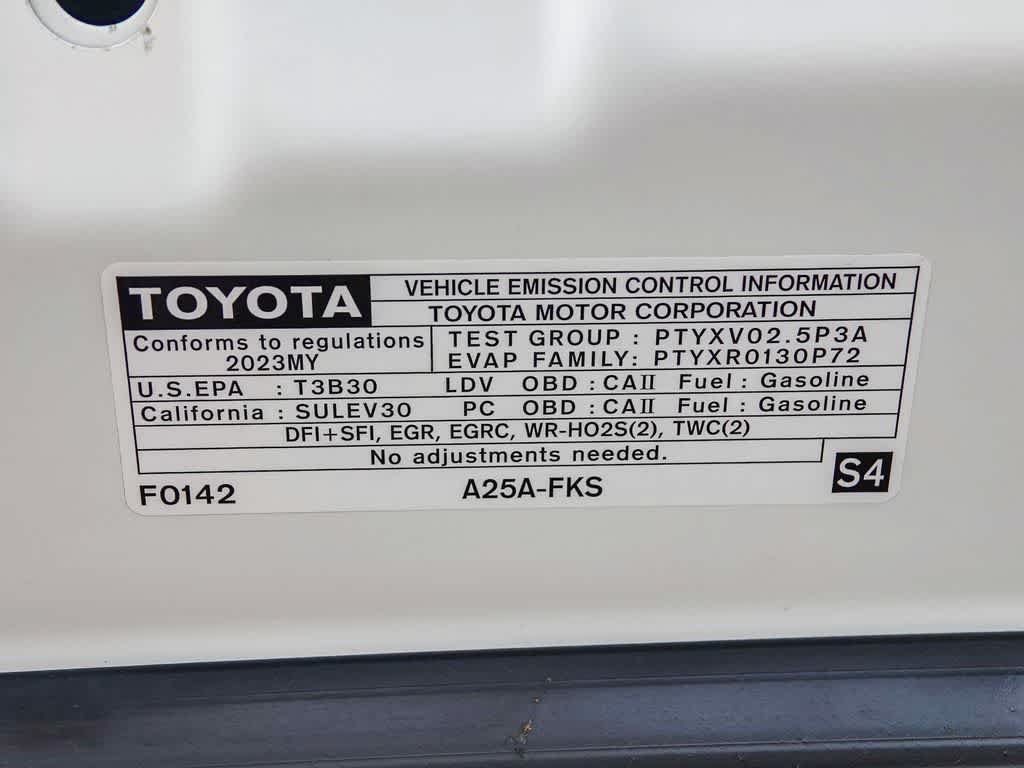 TOYOTA VEHICLE EMISSION CONTROL INFORMATION
TOYOTA MOTOR CORPORATION
Conforms to regulations
2023MY
TEST GROUP : PTYXV02.5P3A
EVAP FAMILY: PTYXR0130P72
U.S.EPA : T3B30 LDV OBD : CAII Fuel : Gasoline
California : SULEV30 PC OBD : CAII Fuel : Gasoline
DFI+SFI, EGR, EGRC, WR-HO2S(2), TWC(2)
No adjustments needed.
F0142 A25A-FKS S4